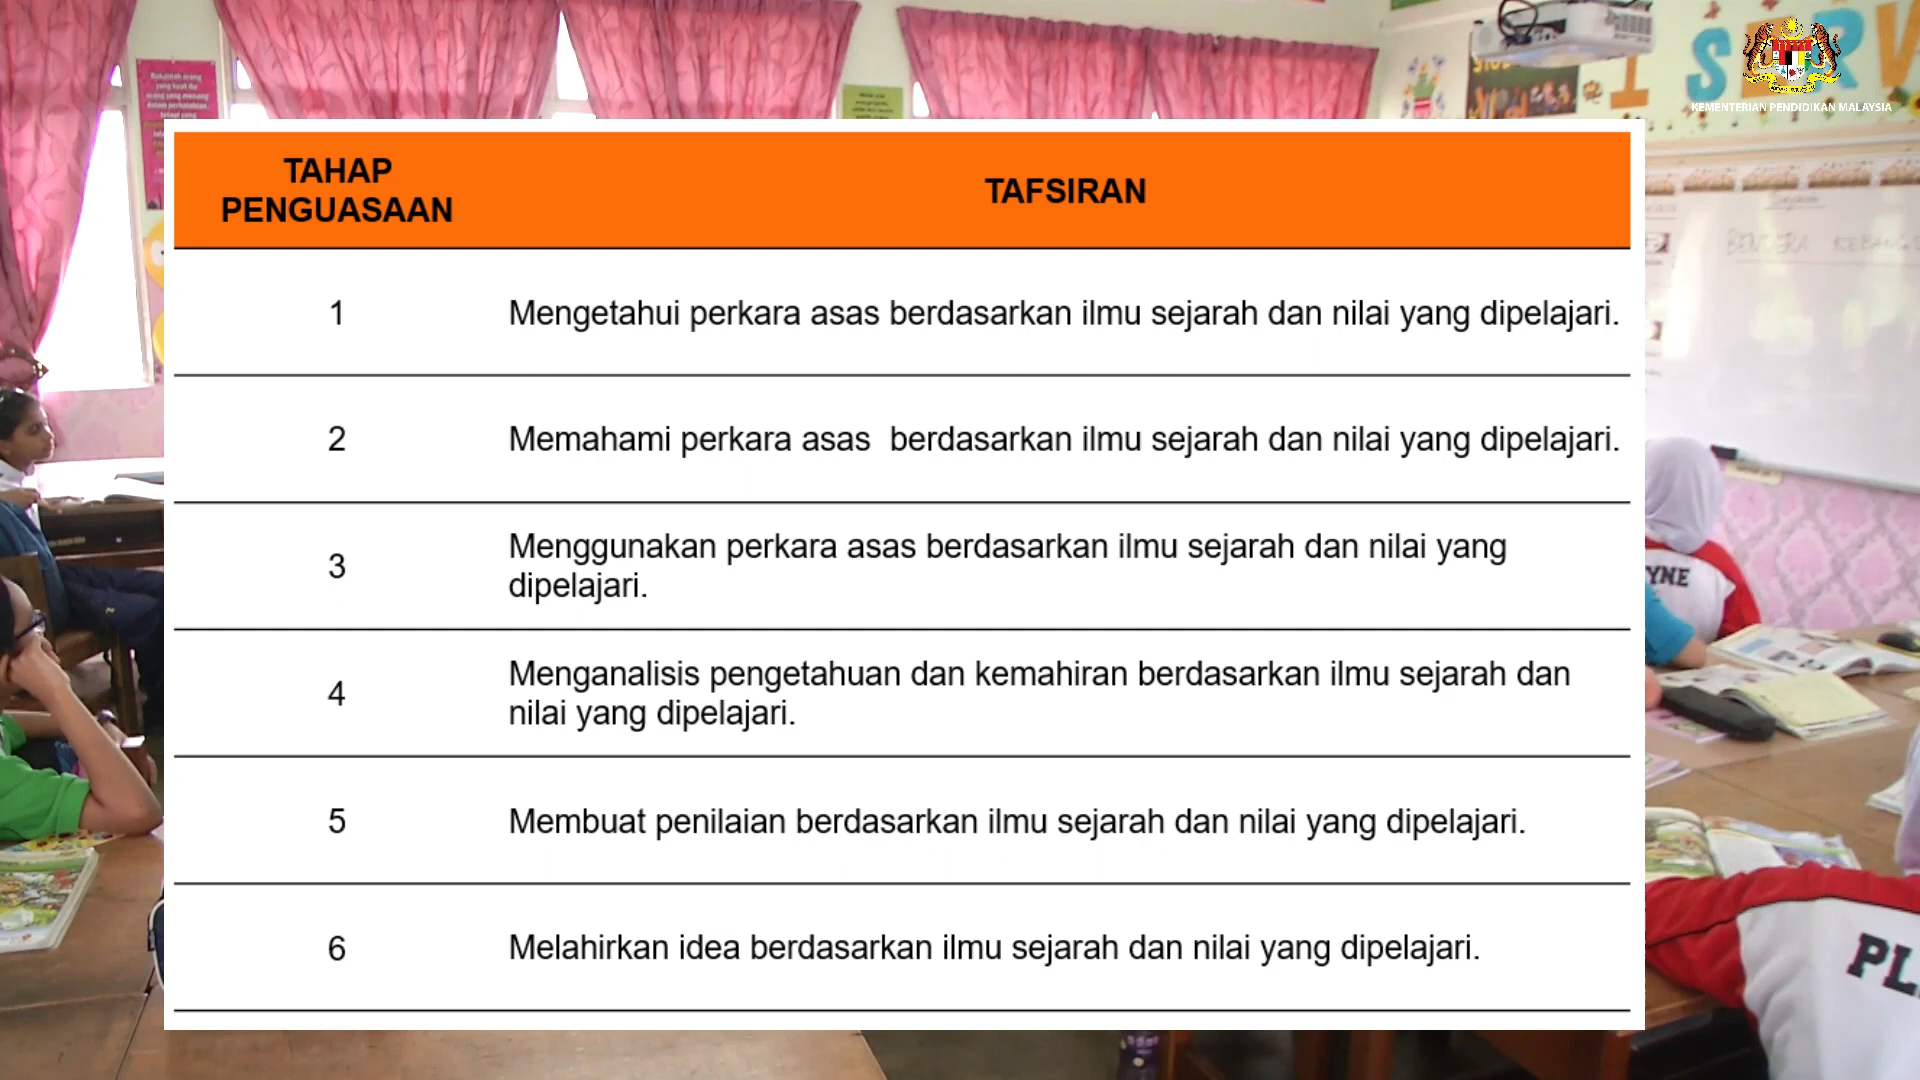 KEMENTERIAN PENDIDIKAN MALAYSIA
TAHAP
PENGUASAAN
TAFSIRAN
1
Mengetahui perkara asas berdasarkan ilmu sejarah dan nilai yang dipelajari.
2
Memahami perkara asas berdasarkan ilmu sejarah dan nilai yang dipelajari.
3
Menggunakan perkara asas berdasarkan ilmu sejarah dan nilai yang
dipelajari.
4
Menganalisis pengetahuan dan kemahiran berdasarkan ilmu sejarah dan
nilai yang dipelajari.
5
Membuat penilaian berdasarkan ilmu sejarah dan nilai yang dipelajari.
6
Melahirkan idea berdasarkan ilmu sejarah dan nilai yang dipelajari.
BENDERA
YNE
PL